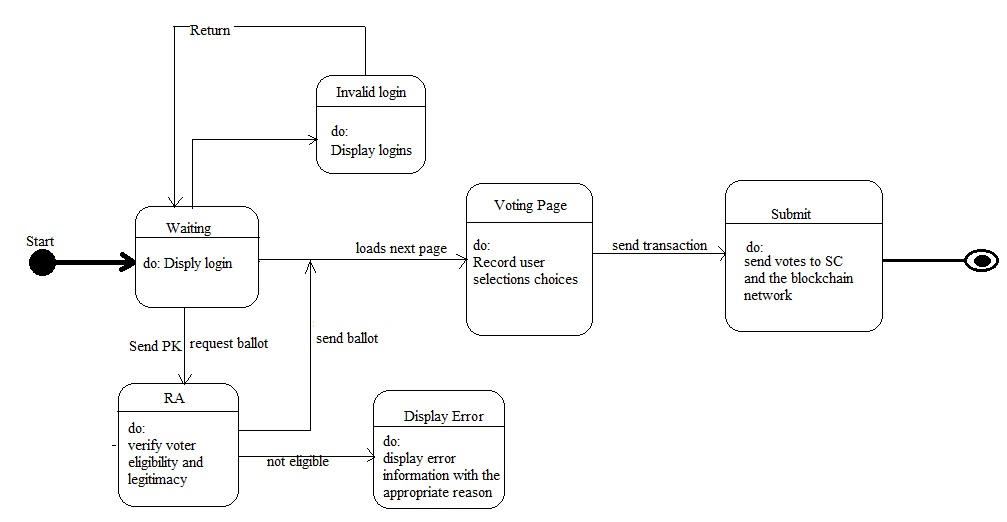 Return
Invalid login
do:
Display logins
Start
Waiting
do: Disply login
loads next page
Voting Page
do:
Record user
selections choices
send transaction
Submit
do:
send votes to SC
and the blockchain
network
Send PK
request ballot
send ballot
RA
do:
verify voter
eligibility and
legitimacy
not eligible
Display Error
do:
display error
information with the
appropriate reason